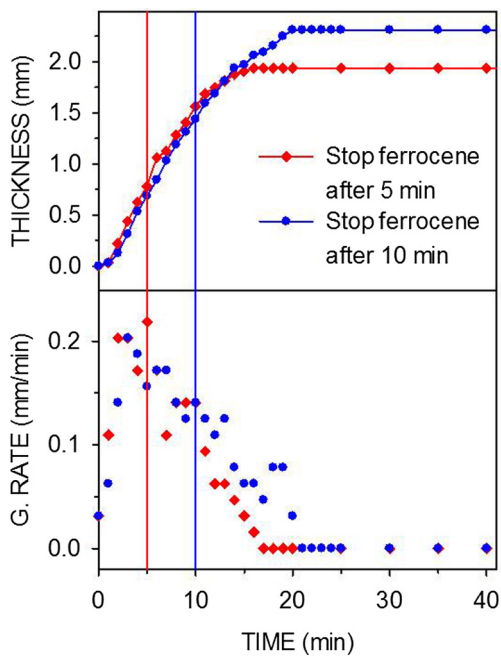 THICKNESS (mm)
2.0
1.5
1.0
0.5
0.0
Stop ferrocene
after 5 min
Stop ferrocene
after 10 min
G. RATE (mm/min)
0.2
0.1
0.0
0
10
20
30
40
TIME (min)